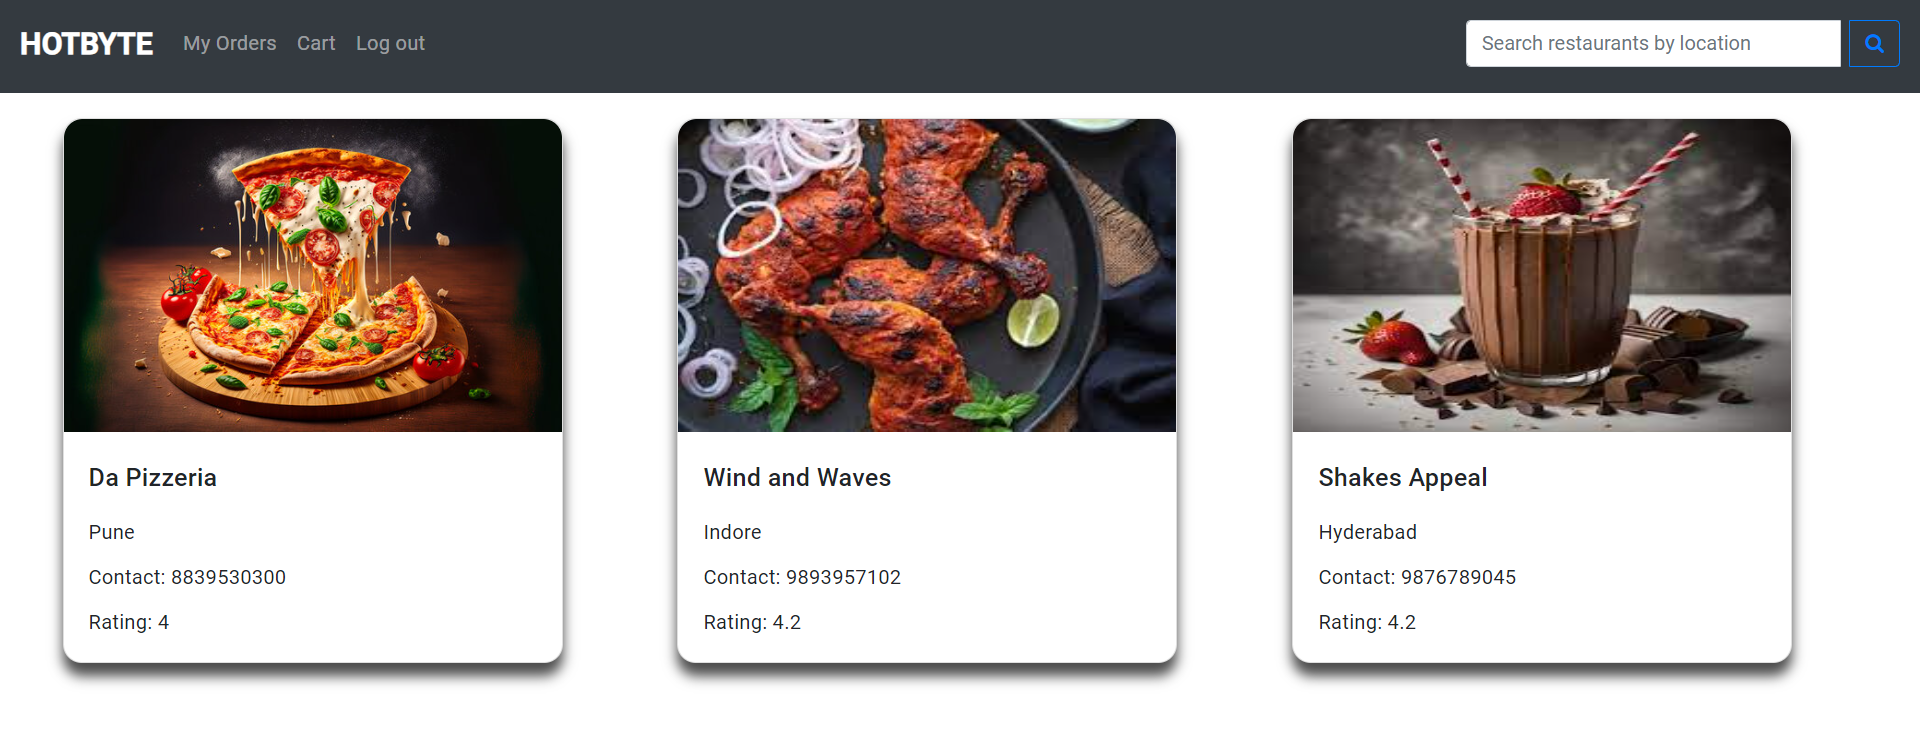 HOTBYTE My Orders Cart Log out Search restaurants by location
Da Pizzeria
Pune
Contact: 8839530300
Rating: 4
Wind and Waves
Indore
Contact: 9893957102
Rating: 4.2
Shakes Appeal
Hyderabad
Contact: 9876789045
Rating: 4.2